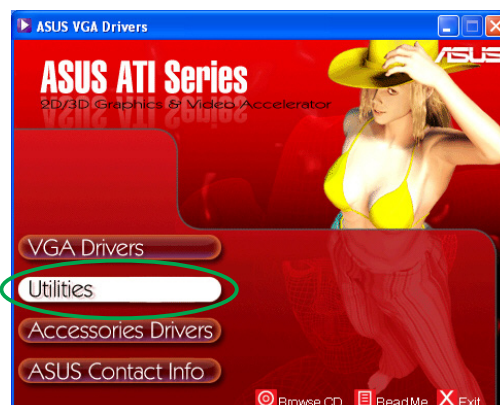 ASUS VGA Drivers
ASUS
ASUS ATI Series
2D/3D Graphics & Video Accelerator
VGA Drivers
Utilities
Accessories Drivers
ASUS Contact Info
Browse CD ReadMe Exit